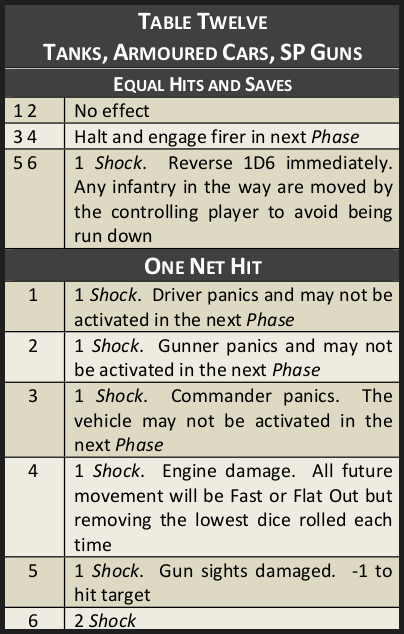 TABLE TWELVE
TANKS, ARMOURED CARS, SP GUNS
EQUAL HITS AND SAVES
1 2 No effect
3 4 Halt and engage firer in next Phase
5 6 1 Shock. Reverse 1D6 immediately.
Any infantry in the way are moved by
the controlling player to avoid being
run down
ONE NET HIT
1 1 Shock. Driver panics and may not be
activated in the next Phase
2 1 Shock. Gunner panics and may not
be activated in the next Phase
3 1 Shock. Commander panics. The
vehicle may not be activated in the
next Phase
4 1 Shock. Engine damage. All future
movement will be Fast or Flat Out but
removing the lowest dice rolled each
time
5 1 Shock. Gun sights damaged. -1 to
hit target
6 2 Shock